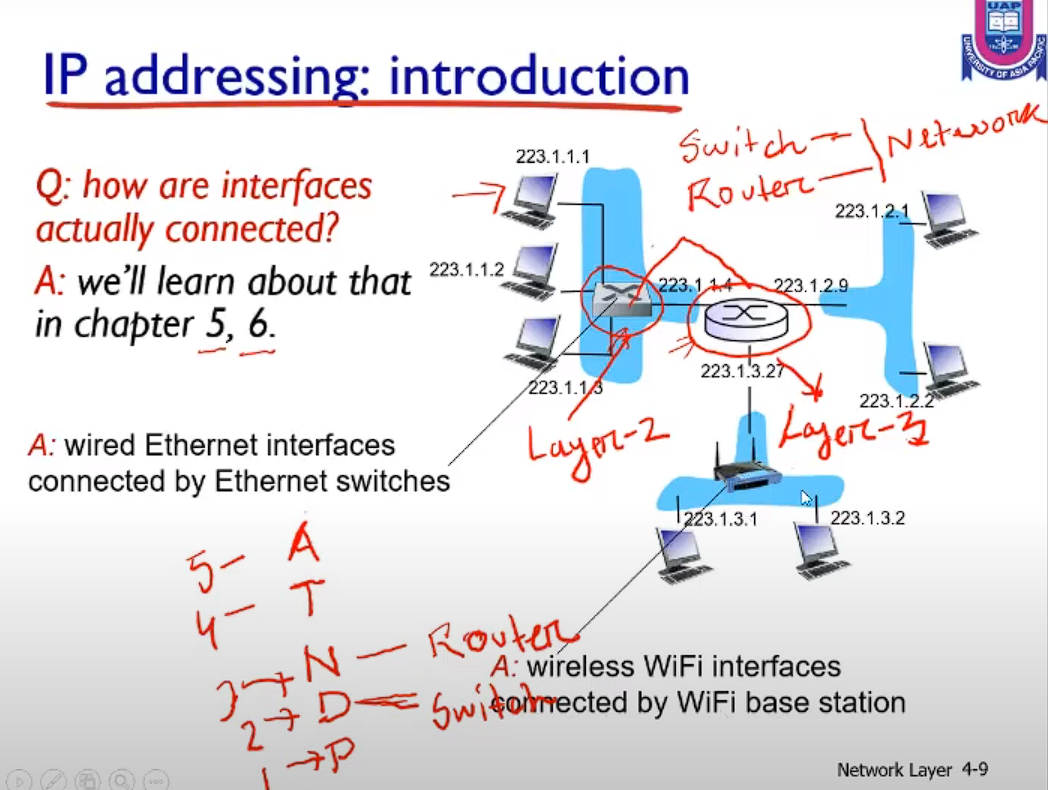 UAP
UNIVERSITY OF ASIA PACIFIC
IP addressing: introduction
Switch
Router
Network
Q: how are interfaces
actually connected?
A: we'll learn about that
in chapter 5, 6.
223.1.1.1
223.1.1.2
223.1.1.3
223.1.1.4
223.1.2.9
223.1.2.1
223.1.2.2
223.1.3.27
Layer-2
Layer-3
A: wired Ethernet interfaces
connected by Ethernet switches
223.1.3.1
223.1.3.2
5 - A
4 - T
3 → N - Router
2 → D = Switch
1 → P
A: wireless WiFi interfaces
connected by WiFi base station
Network Layer 4-9